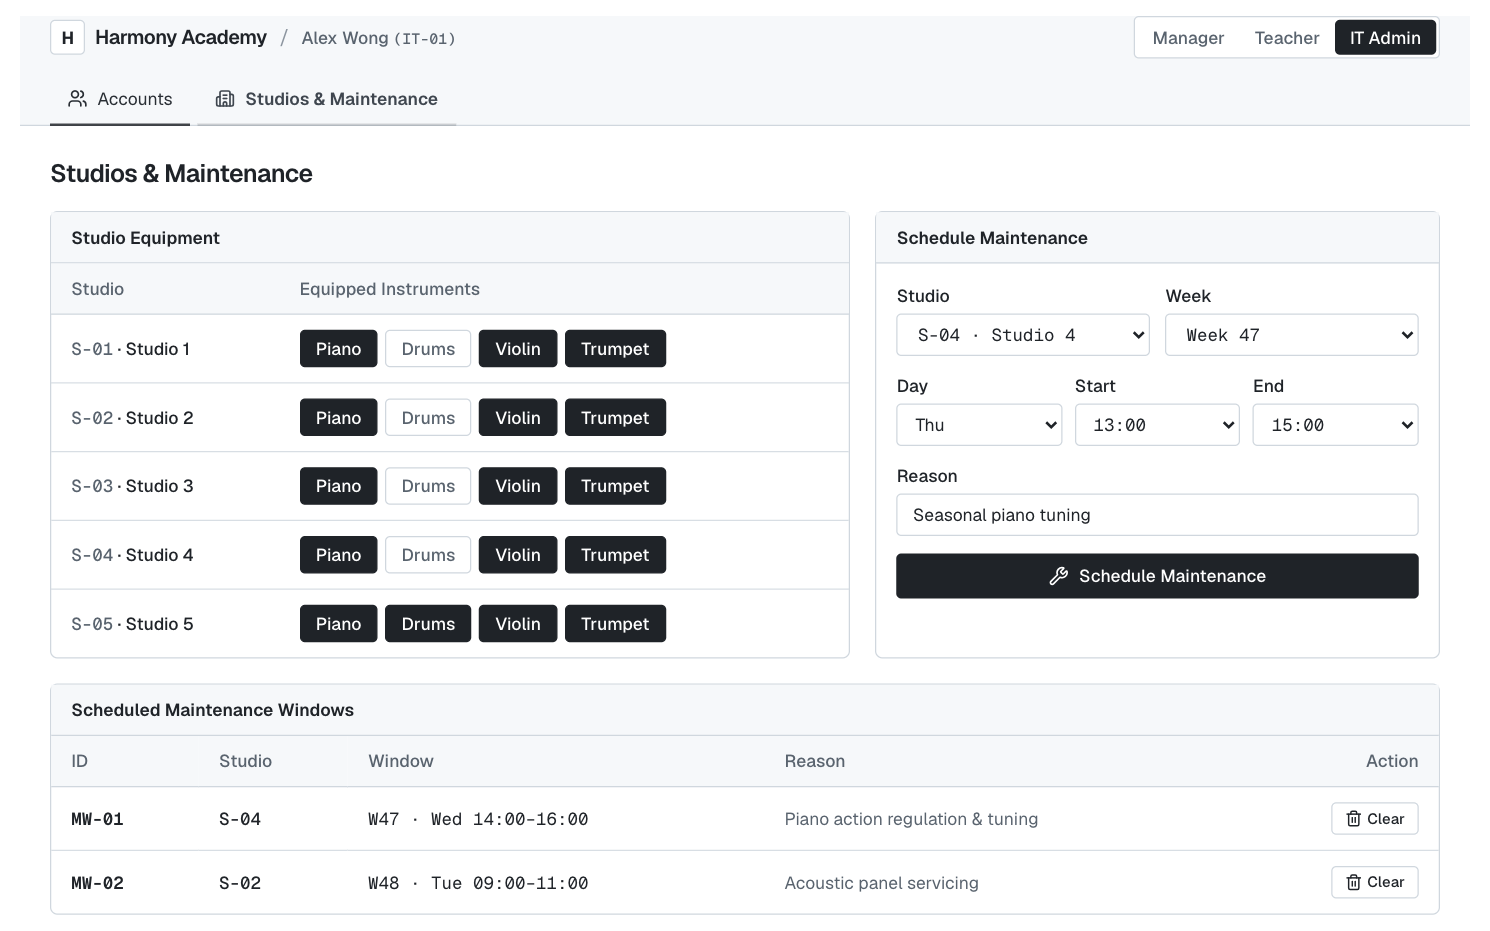 H Harmony Academy / Alex Wong (IT-01) Manager Teacher IT Admin
Accounts Studios & Maintenance
Studios & Maintenance
Studio Equipment
Studio Equipped Instruments
S-01 · Studio 1 Piano Drums Violin Trumpet
S-02 · Studio 2 Piano Drums Violin Trumpet
S-03 · Studio 3 Piano Drums Violin Trumpet
S-04 · Studio 4 Piano Drums Violin Trumpet
S-05 · Studio 5 Piano Drums Violin Trumpet
Schedule Maintenance
Studio Week
S-04 · Studio 4 Week 47
Day Start End
Thu 13:00 15:00
Reason
Seasonal piano tuning
Schedule Maintenance
Scheduled Maintenance Windows
ID Studio Window Reason Action
MW-01 S-04 W47 · Wed 14:00–16:00 Piano action regulation & tuning Clear
MW-02 S-02 W48 · Tue 09:00–11:00 Acoustic panel servicing Clear